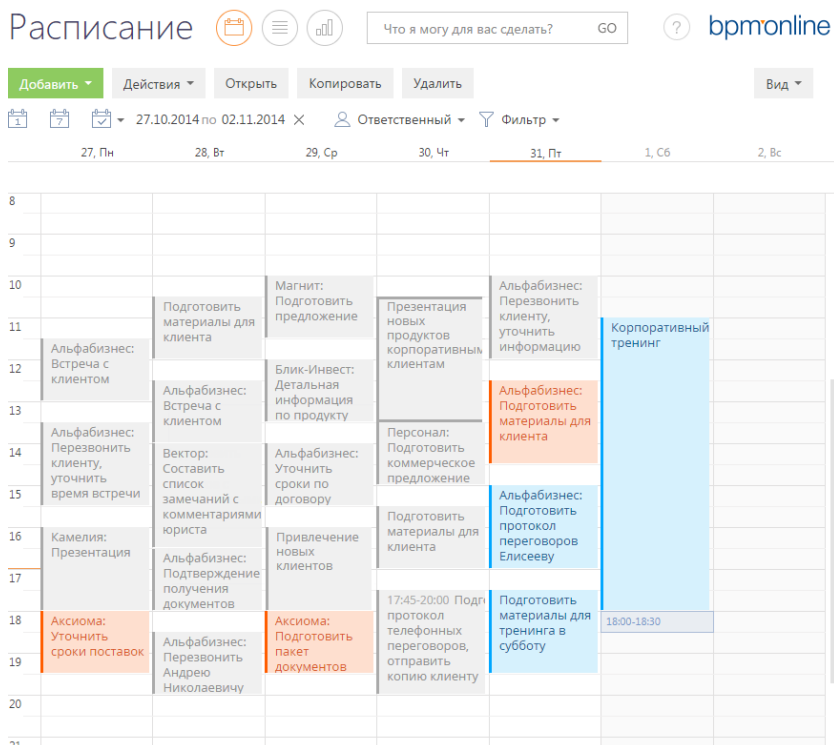 Расписание
Что я могу для вас сделать? GO
? bpmonline
Добавить Действия Открыть Копировать Удалить Вид
1 7 27.10.2014 по 02.11.2014 × Ответственный Фильтр
27, Пн 28, Вт 29, Ср 30, Чт 31, Пт 1, Сб 2, Вс
8
9
10
11
12
13
14
15
16
17
18
19
20
21
Альфабизнес:
Встреча с
клиентом
Альфабизнес:
Перезвонить
клиенту,
уточнить
время встречи
Камелия:
Презентация
Аксиома:
Уточнить
сроки поставок
Подготовить
материалы для
клиента
Альфабизнес:
Встреча с
клиентом
Вектор:
Составить
список
замечаний с
комментариями
юриста
Альфабизнес:
Подтверждение
получения
документов
Альфабизнес:
Перезвонить
Андрею
Николаевичу
Магнит:
Подготовить
предложение
Блик-Инвест:
Детальная
информация
по продукту
Альфабизнес:
Уточнить
сроки по
договору
Привлечение
новых
клиентов
Аксиома:
Подготовить
пакет
документов
Презентация
новых
продуктов
корпоративным
клиентам
Персонал:
Подготовить
коммерческое
предложение
Подготовить
материалы для
клиента
17:45-20:00 Подг
протокол
телефонных
переговоров,
отправить
копию клиенту
Альфабизнес:
Перезвонить
клиенту,
уточнить
информацию
Альфабизнес:
Подготовить
материалы для
клиента
Альфабизнес:
Подготовить
протокол
переговоров
Елисееву
Подготовить
материалы для
тренинга в
субботу
Корпоративный
тренинг
18:00-18:30